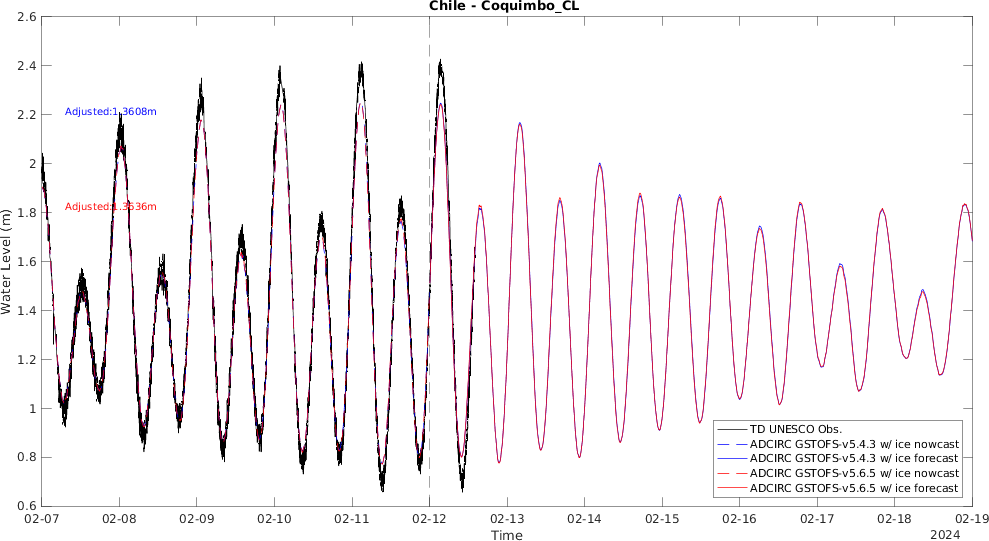 Chile - Coquimbo_CL
2.6
2.4
2.2
2
1.8
1.6
1.4
1.2
1
0.8
0.6
Water Level (m)
Adjusted:1.3608m
Adjusted:1.3636m
TD UNESCO Obs.
ADCIRC GSTOFS-v5.4.3 w/ ice nowcast
ADCIRC GSTOFS-v5.4.3 w/ ice forecast
ADCIRC GSTOFS-v5.6.5 w/ ice nowcast
ADCIRC GSTOFS-v5.6.5 w/ ice forecast
02-07 02-08 02-09 02-10 02-11 02-12 02-13 02-14 02-15 02-16 02-17 02-18 02-19
Time
2024